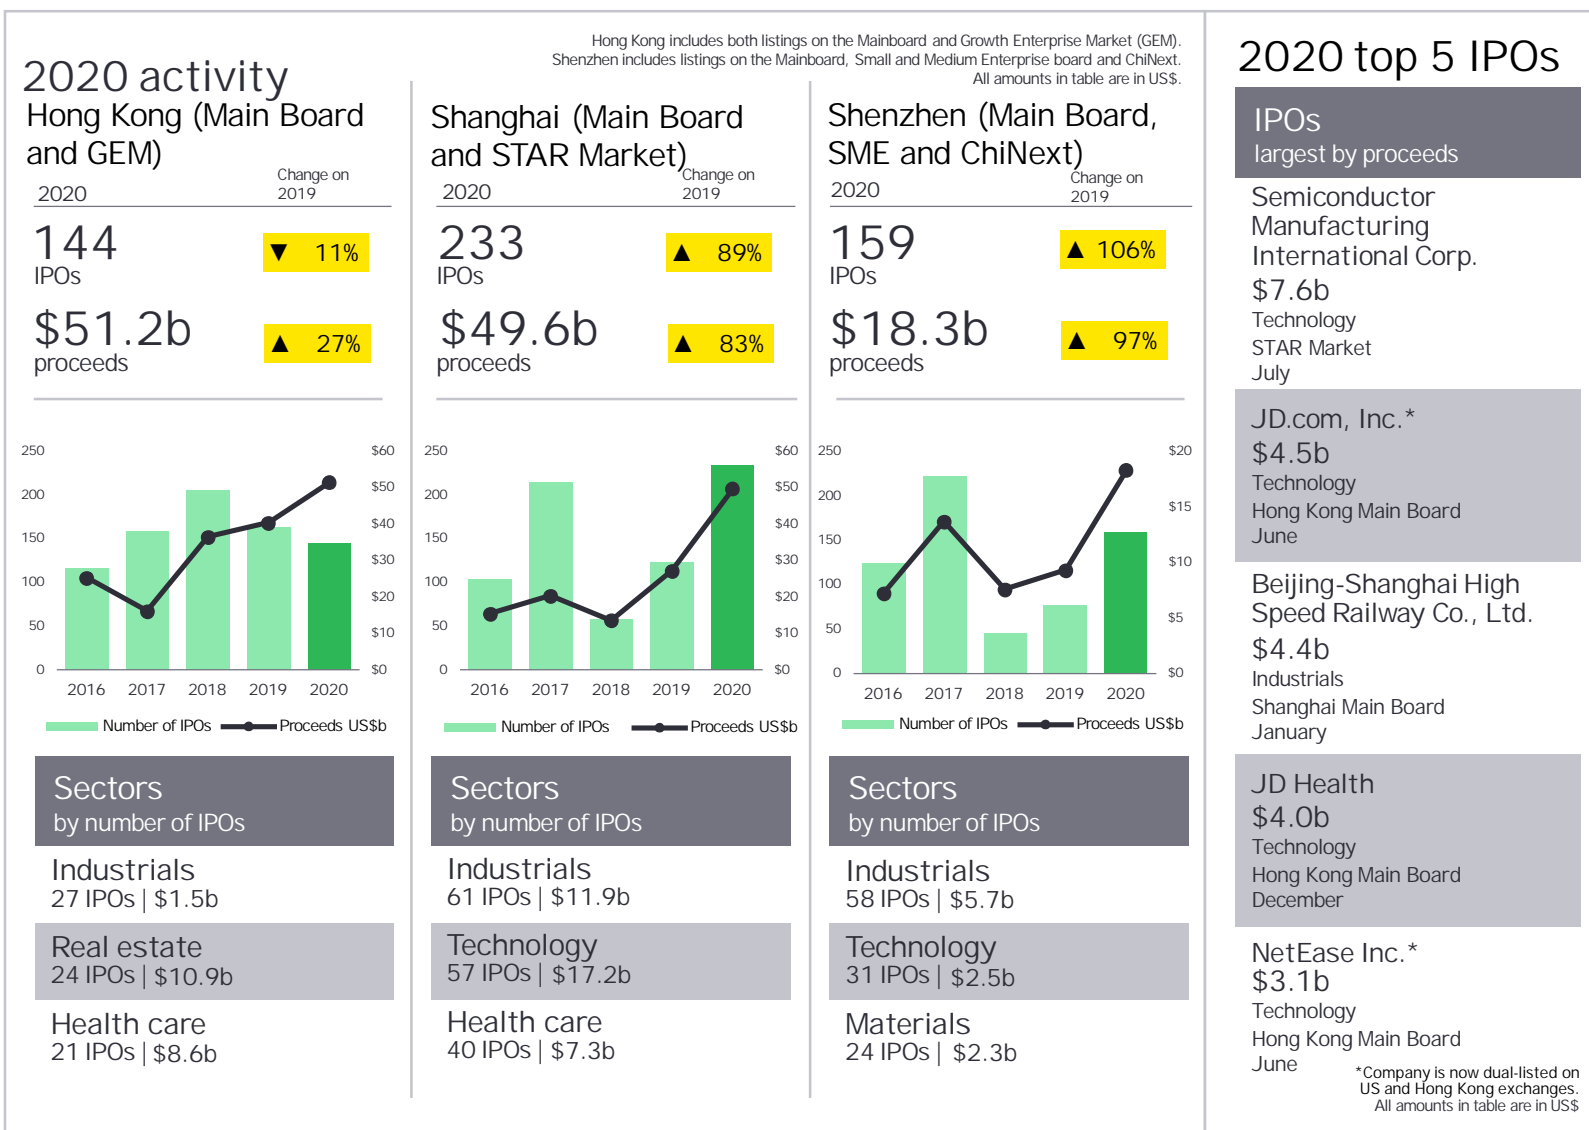 2020 activity
Hong Kong includes both listings on the Mainboard and Growth Enterprise Market (GEM).
Shenzhen includes listings on the Mainboard, Small and Medium Enterprise board and ChiNext.
All amounts in table are in US$.
Hong Kong (Main Board
and GEM)
2020
Change on
2019
144
IPOs
▼ 11%
$51.2b
proceeds
▲ 27%
250
200
150
100
50
0
$60
$50
$40
$30
$20
$10
$0
2016 2017 2018 2019 2020
Number of IPOs
Proceeds US$b
Sectors
by number of IPOs
Industrials
27 IPOs | $1.5b
Real estate
24 IPOs | $10.9b
Health care
21 IPOs | $8.6b
Shanghai (Main Board
and STAR Market)
2020
Change on
2019
233
IPOs
▲ 89%
$49.6b
proceeds
▲ 83%
250
200
150
100
50
0
$60
$50
$40
$30
$20
$10
$0
2016 2017 2018 2019 2020
Number of IPOs
Proceeds US$b
Sectors
by number of IPOs
Industrials
61 IPOs | $11.9b
Technology
57 IPOs | $17.2b
Health care
40 IPOs | $7.3b
Shenzhen (Main Board,
SME and ChiNext)
2020
Change on
2019
159
IPOs
▲ 106%
$18.3b
proceeds
▲ 97%
250
200
150
100
50
0
$20
$15
$10
$5
$0
2016 2017 2018 2019 2020
Number of IPOs
Proceeds US$b
Sectors
by number of IPOs
Industrials
58 IPOs | $5.7b
Technology
31 IPOs | $2.5b
Materials
24 IPOs | $2.3b
2020 top 5 IPOs
IPOs
largest by proceeds
Semiconductor
Manufacturing
International Corp.
$7.6b
Technology
STAR Market
July
JD.com, Inc.*
$4.5b
Technology
Hong Kong Main Board
June
Beijing-Shanghai High
Speed Railway Co., Ltd.
$4.4b
Industrials
Shanghai Main Board
January
JD Health
$4.0b
Technology
Hong Kong Main Board
December
NetEase Inc.*
$3.1b
Technology
Hong Kong Main Board
June
*Company is now dual-listed on
US and Hong Kong exchanges.
All amounts in table are in US$